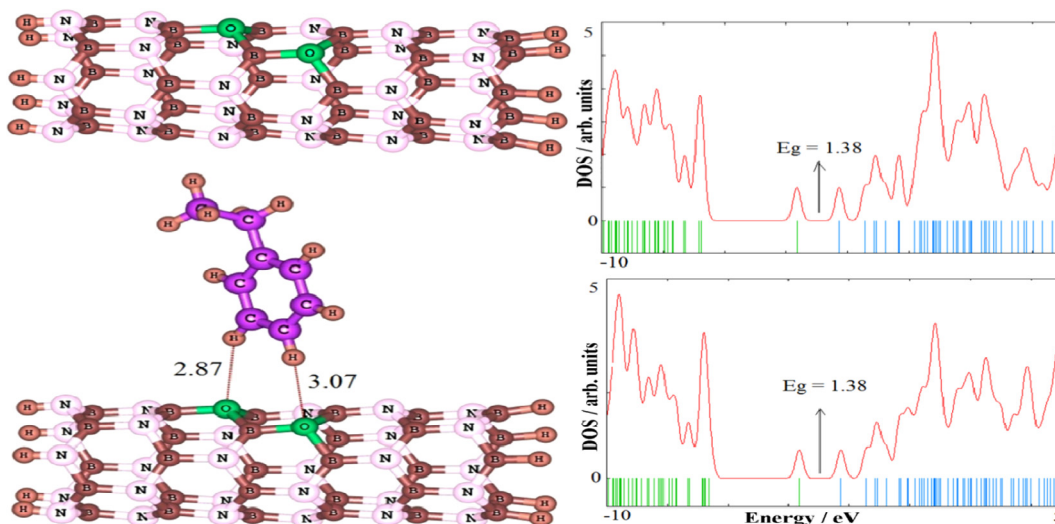 H N B N O B N B N B H
H N B N B O B N B H
H N B N B N B N B H
H N B N B N B N B H
5
DOS / arb. units
Eg = 1.38
0
-10
H
C H H C H
C H
H C C
C C H
H C H
2.87
3.07
H N B N B O N B N B H
H N B N B N O B N B H
H N B N B N B N B H
H N B N B N B N B H
H N B N B N B N B H
5
DOS / arb. units
Eg = 1.38
0
-10
Energy / eV